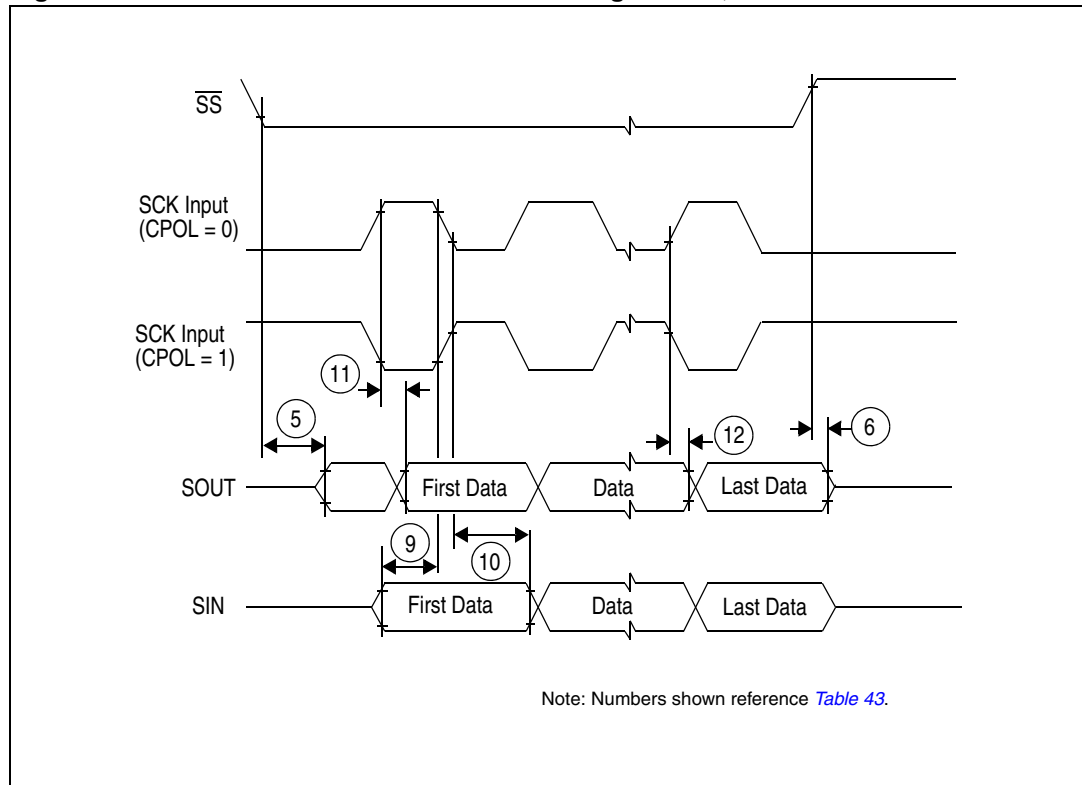 SS
SCK Input
(CPOL = 0)
SCK Input
(CPOL = 1)
11
5
12
6
SOUT
First Data
Data
Last Data
9
10
SIN
First Data
Data
Last Data
Note: Numbers shown reference Table 43.